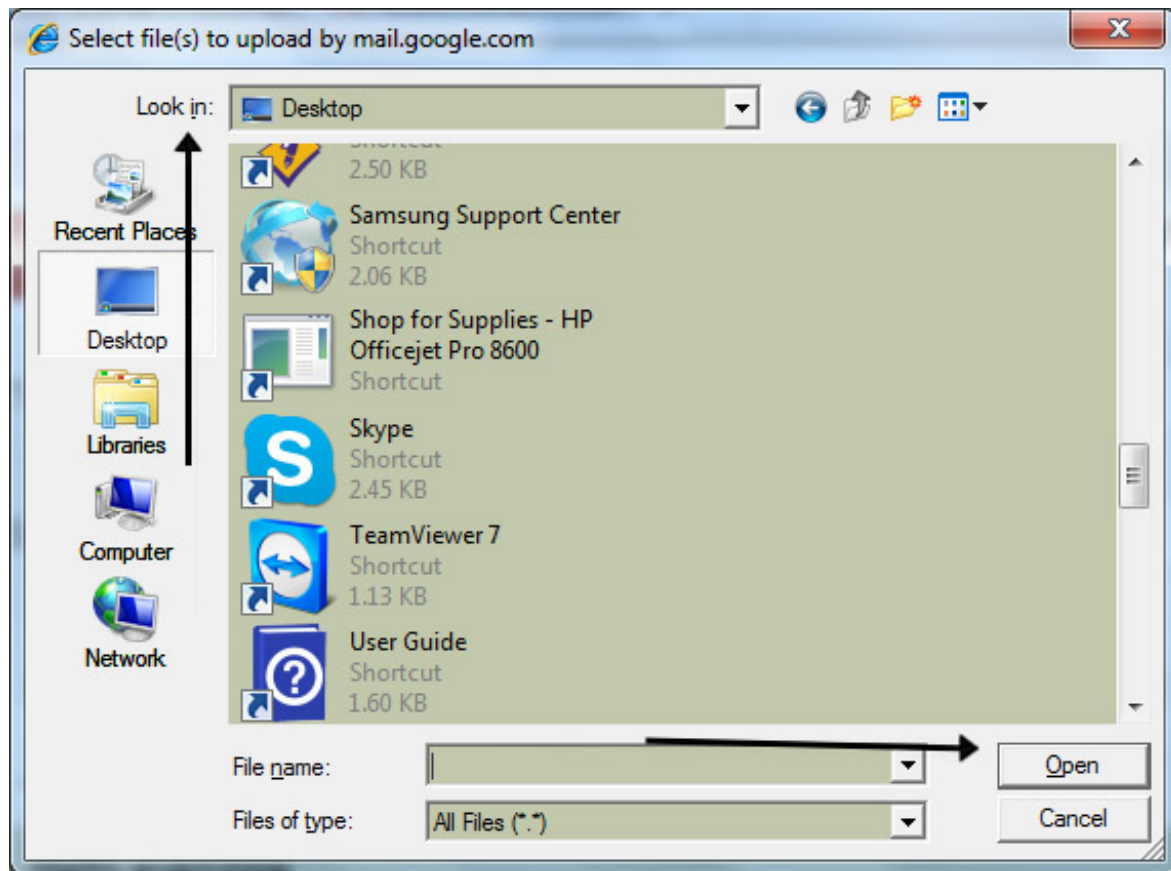 Select file(s) to upload by mail.google.com
Look in:
Desktop
Recent Places
Desktop
Libraries
Computer
Network
Shortcut
2.50 KB
Samsung Support Center
Shortcut
2.06 KB
Shop for Supplies - HP
Officejet Pro 8600
Shortcut
Skype
Shortcut
2.45 KB
TeamViewer 7
Shortcut
1.13 KB
User Guide
Shortcut
1.60 KB
File name:
Open
Files of type:
All Files (*.*)
Cancel